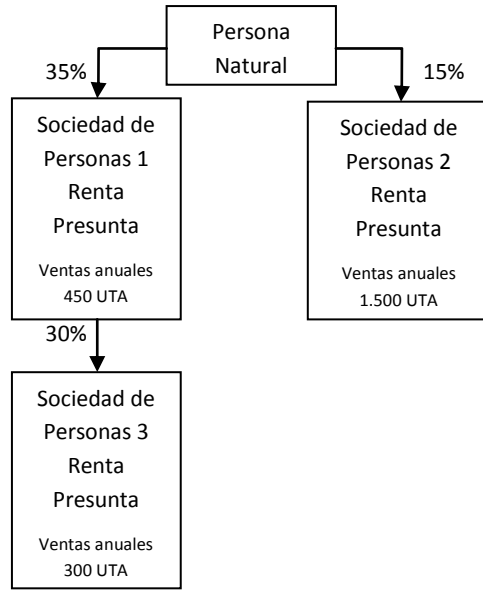 Persona
Natural
35%
15%
Sociedad de
Personas 1
Renta
Presunta
Ventas anuales
450 UTA
Sociedad de
Personas 2
Renta
Presunta
Ventas anuales
1.500 UTA
30%
Sociedad de
Personas 3
Renta
Presunta
Ventas anuales
300 UTA